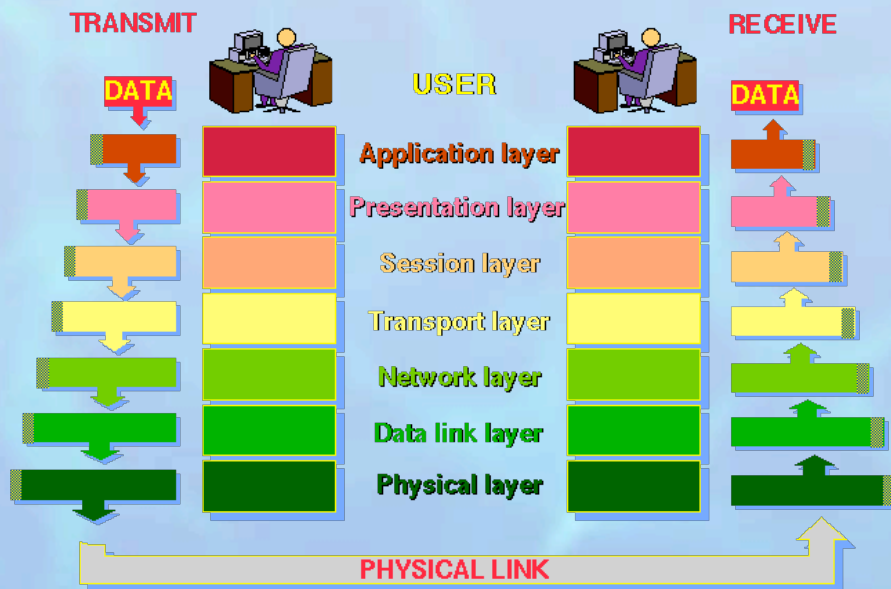 TRANSMIT
RECEIVE
USER
DATA
DATA
Application layer
Presentation layer
Session layer
Transport layer
Network layer
Data link layer
Physical layer
PHYSICAL LINK